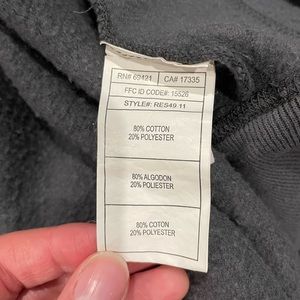 RN# 69421 CA# 17335
FFC ID CODE#: 15526
STYLE#: RES49.11
80% COTTON
20% POLYESTER
80% ALGODON
20% POLIESTER
80% COTON
20% POLYESTER